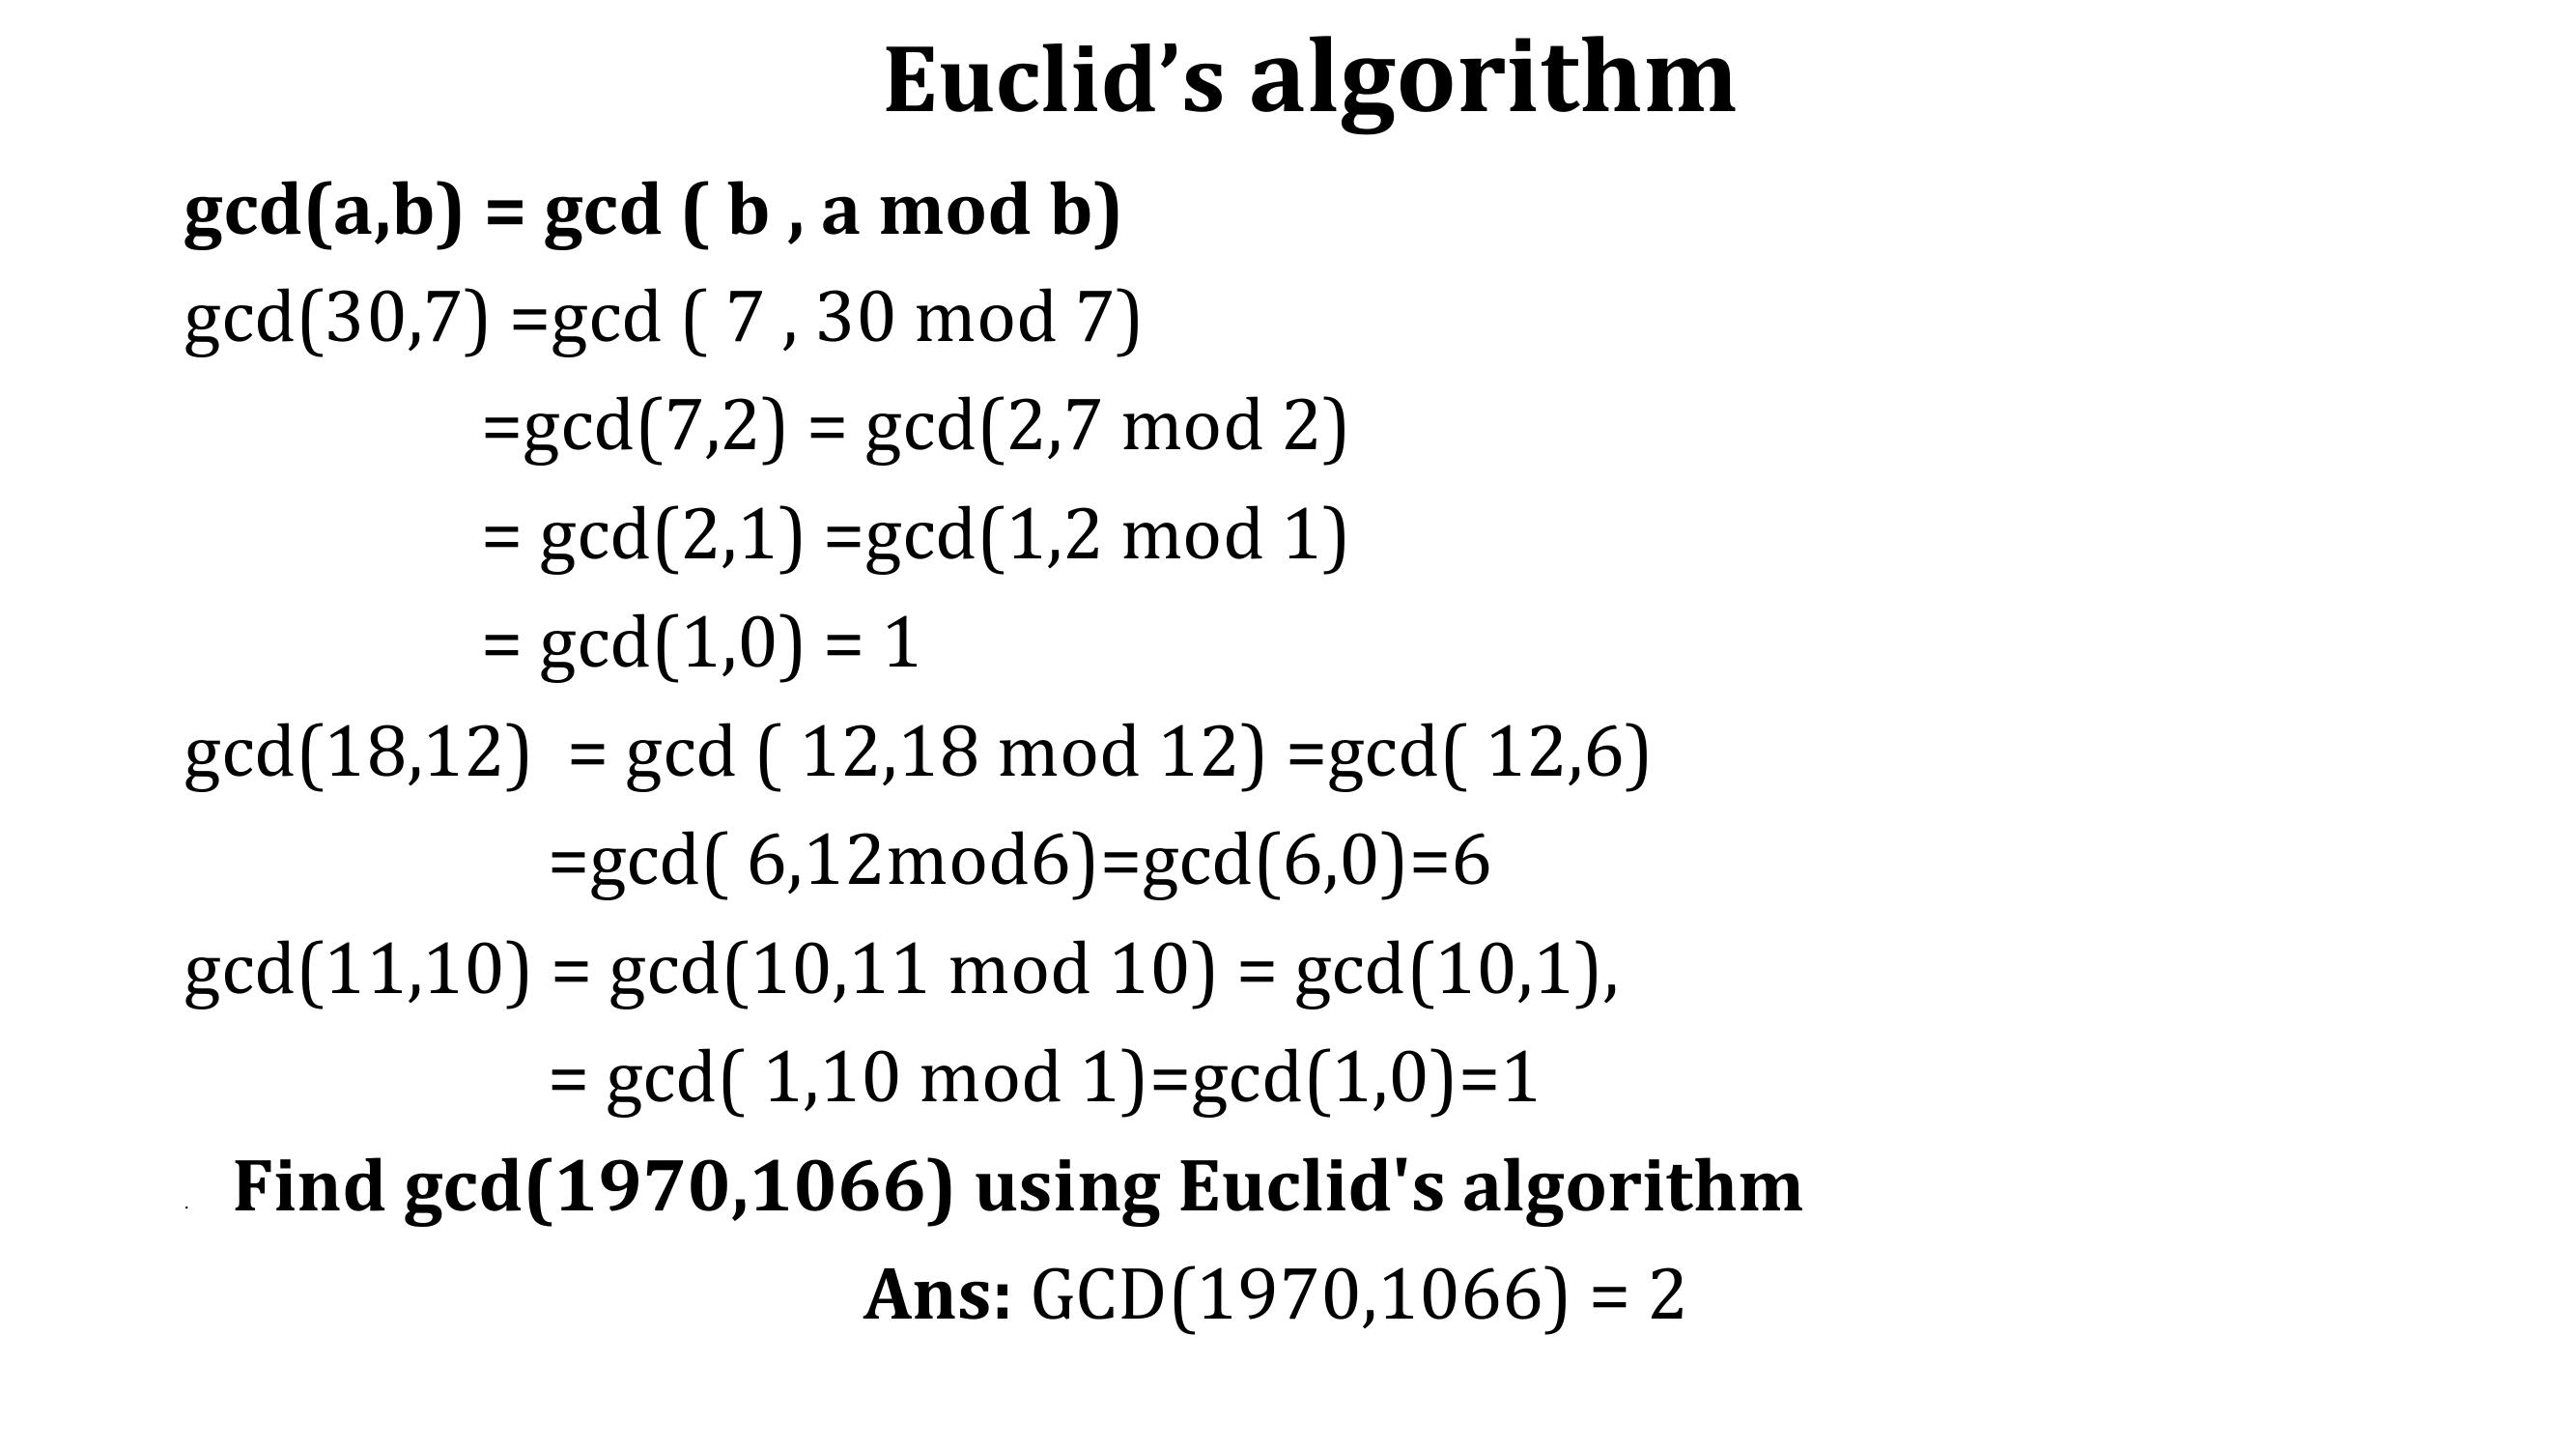 Euclid’s algorithm
gcd(a,b) = gcd ( b , a mod b)
gcd(30,7) =gcd ( 7 , 30 mod 7)
=gcd(7,2) = gcd(2,7 mod 2)
= gcd(2,1) =gcd(1,2 mod 1)
= gcd(1,0) = 1
gcd(18,12) = gcd ( 12,18 mod 12) =gcd( 12,6)
=gcd( 6,12mod6)=gcd(6,0)=6
gcd(11,10) = gcd(10,11 mod 10) = gcd(10,1),
= gcd( 1,10 mod 1)=gcd(1,0)=1
. Find gcd(1970,1066) using Euclid's algorithm
Ans: GCD(1970,1066) = 2